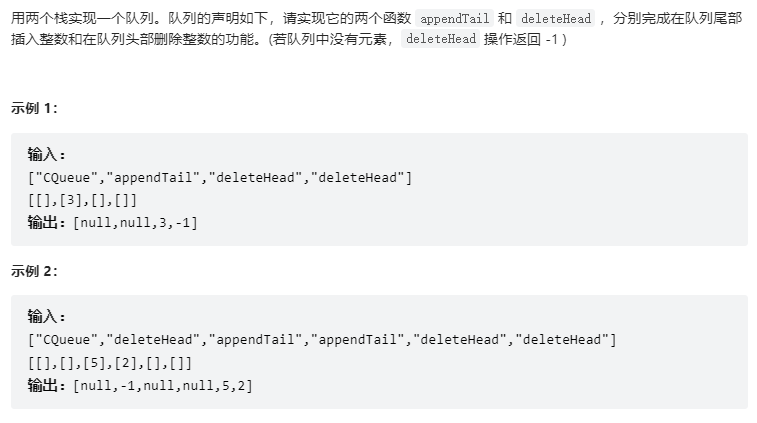 用两个栈实现一个队列。队列的声明如下，请实现它的两个函数 appendTail 和 deleteHead ，分别完成在队列尾部
插入整数和在队列头部删除整数的功能。(若队列中没有元素，deleteHead 操作返回 -1 )
示例 1：
输入：
["CQueue","appendTail","deleteHead","deleteHead"]
[[],[3],[],[]]
输出：[null,null,3,-1]
示例 2：
输入：
["CQueue","deleteHead","appendTail","appendTail","deleteHead","deleteHead"]
[[],[],[5],[2],[],[]]
输出：[null,-1,null,null,5,2]